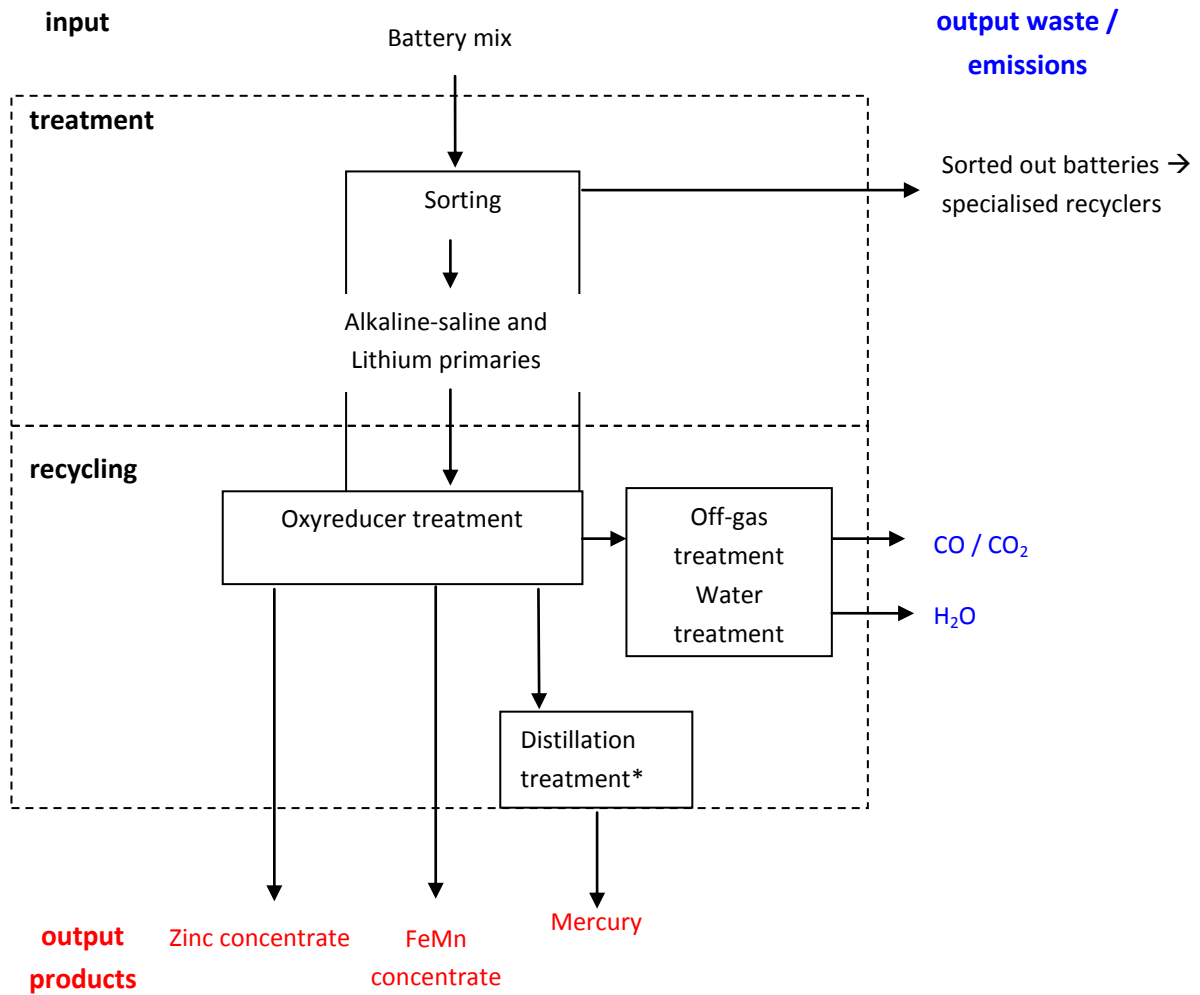 input
Battery mix
output waste /
emissions
treatment
Sorted out batteries →
specialised recyclers
Sorting
Alkaline-saline and
Lithium primaries
recycling
Oxyreducer treatment
Off-gas
treatment
Water
treatment
CO / CO₂
H₂O
Distillation
treatment*
output
products
Zinc concentrate
FeMn
concentrate
Mercury